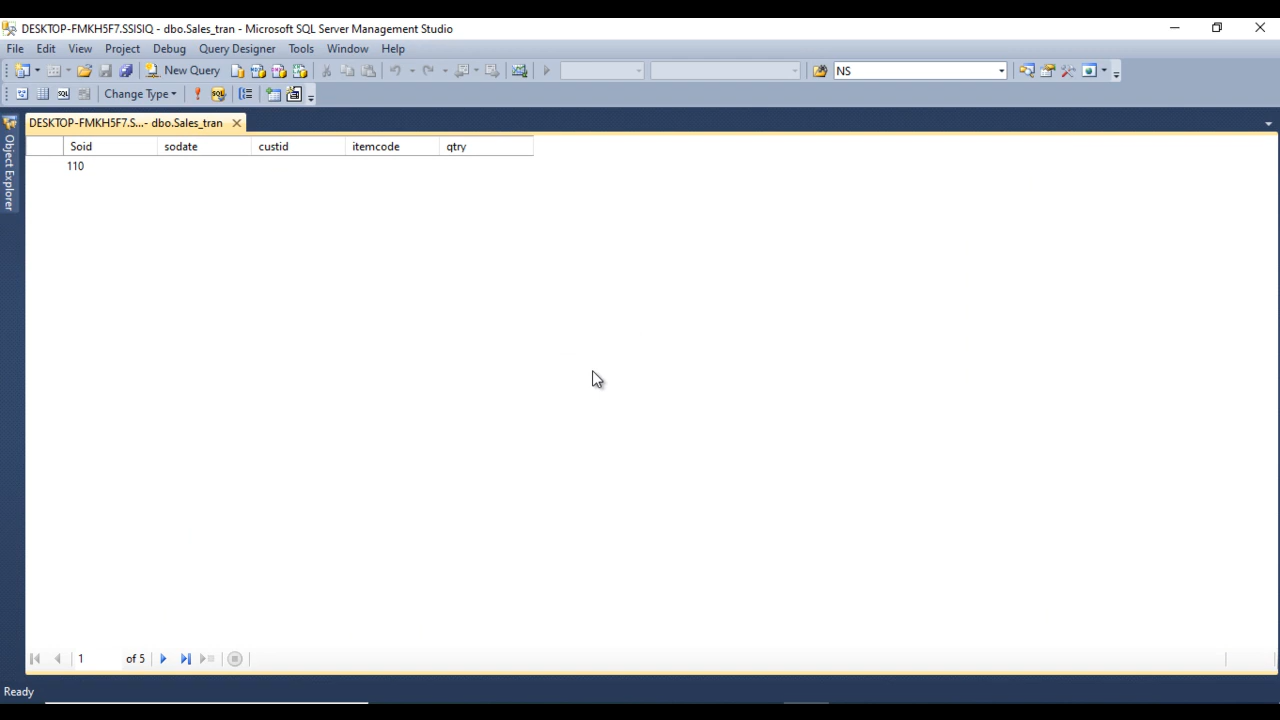 DESKTOP-FMKH5F7.SSISIQ - dbo.Sales_tran - Microsoft SQL Server Management Studio
File Edit View Project Debug Query Designer Tools Window Help
New Query NS
SQL Change Type SQL
DESKTOP-FMKH5F7.S...- dbo.Sales_tran
Object Explorer
Soid sodate custid itemcode qtry
110
1 of 5
Ready